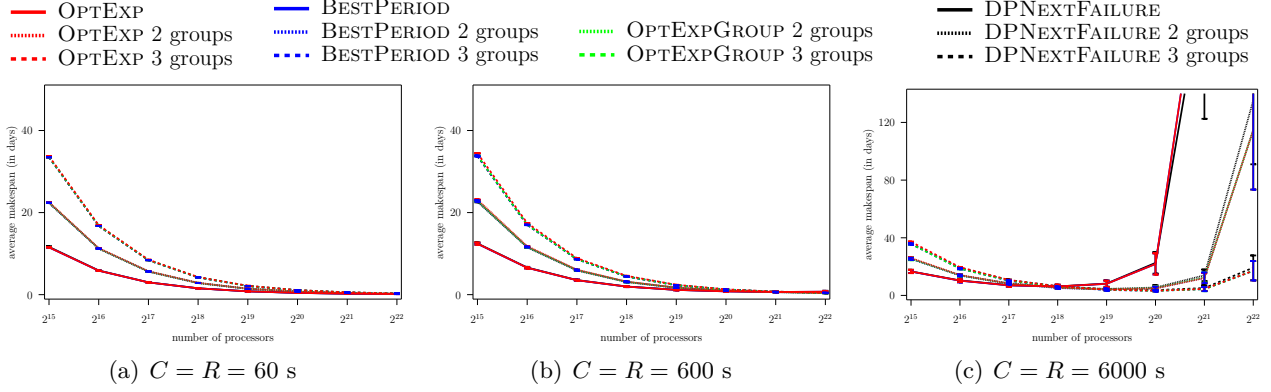 OPTEXP
OPTEXP 2 groups
OPTEXP 3 groups
BESTPERIOD
BESTPERIOD 2 groups
BESTPERIOD 3 groups
OPTEXPGROUP 2 groups
OPTEXPGROUP 3 groups
DPNEXTFAILURE
DPNEXTFAILURE 2 groups
DPNEXTFAILURE 3 groups
average makespan (in days)
40
20
0
2^15 2^16 2^17 2^18 2^19 2^20 2^21 2^22
number of processors
(a) C = R = 60 s
average makespan (in days)
40
20
0
2^15 2^16 2^17 2^18 2^19 2^20 2^21 2^22
number of processors
(b) C = R = 600 s
average makespan (in days)
120
80
40
0
2^15 2^16 2^17 2^18 2^19 2^20 2^21 2^22
number of processors
(c) C = R = 6000 s